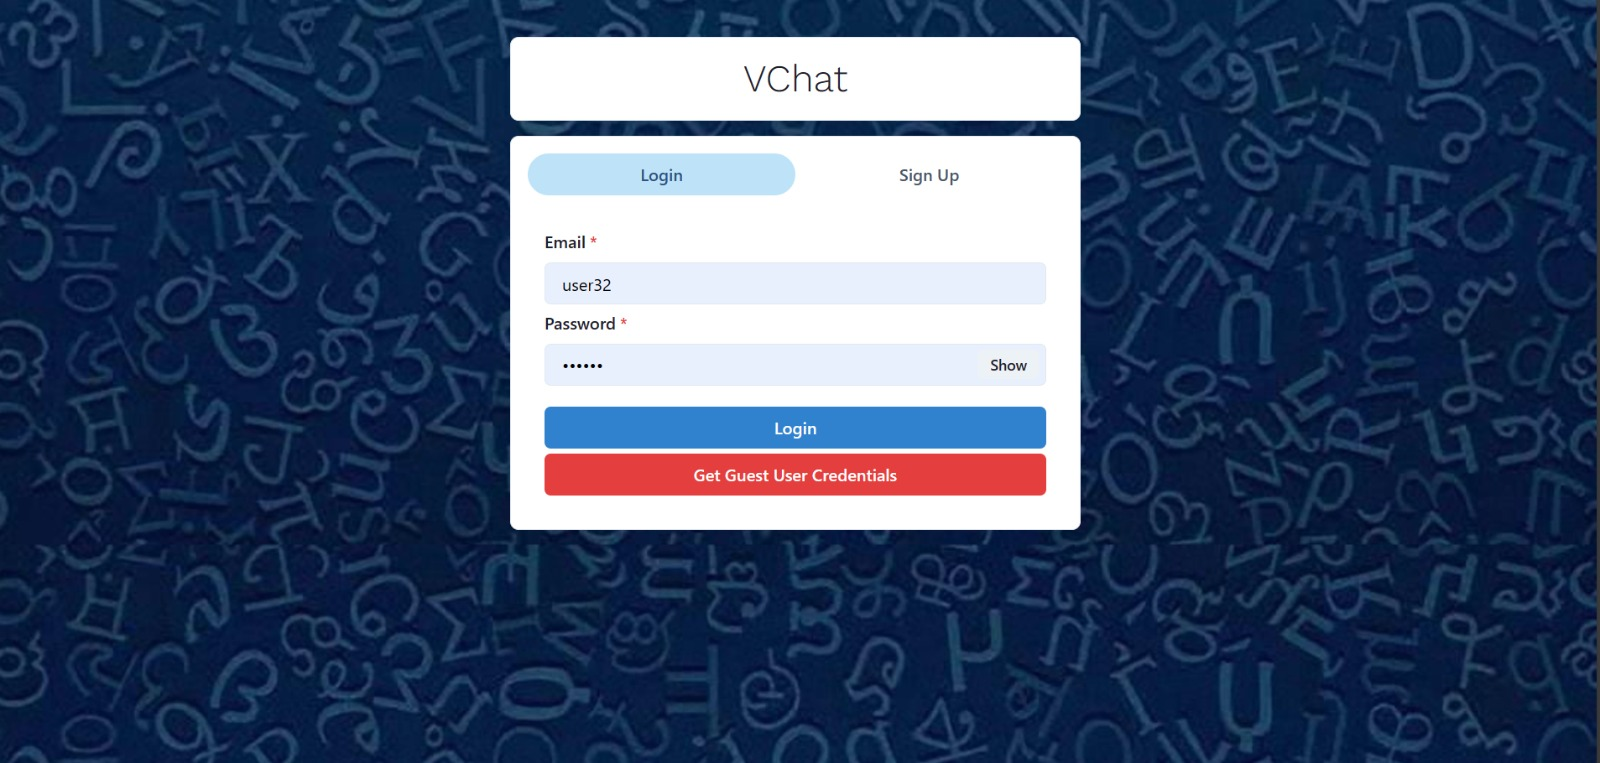 VChat
Login Sign Up
Email *
user32
Password *
•••••• Show
Login
Get Guest User Credentials